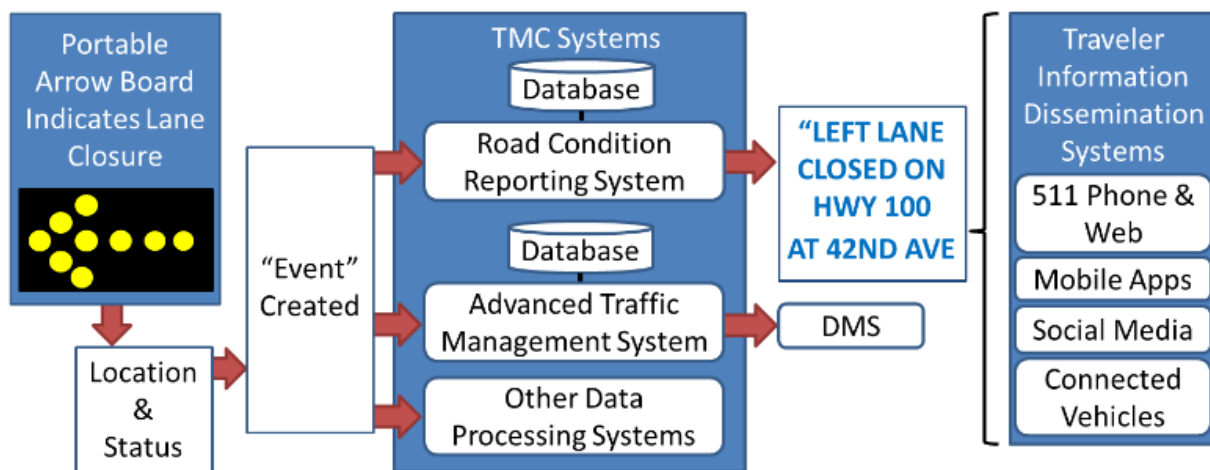 Portable
Arrow Board
Indicates Lane
Closure
Location
&
Status
“Event”
Created
TMC Systems
Database
Road Condition
Reporting System
Database
Advanced Traffic
Management System
Other Data
Processing Systems
“LEFT LANE
CLOSED ON
HWY 100
AT 42ND AVE
DMS
Traveler
Information
Dissemination
Systems
511 Phone &
Web
Mobile Apps
Social Media
Connected
Vehicles